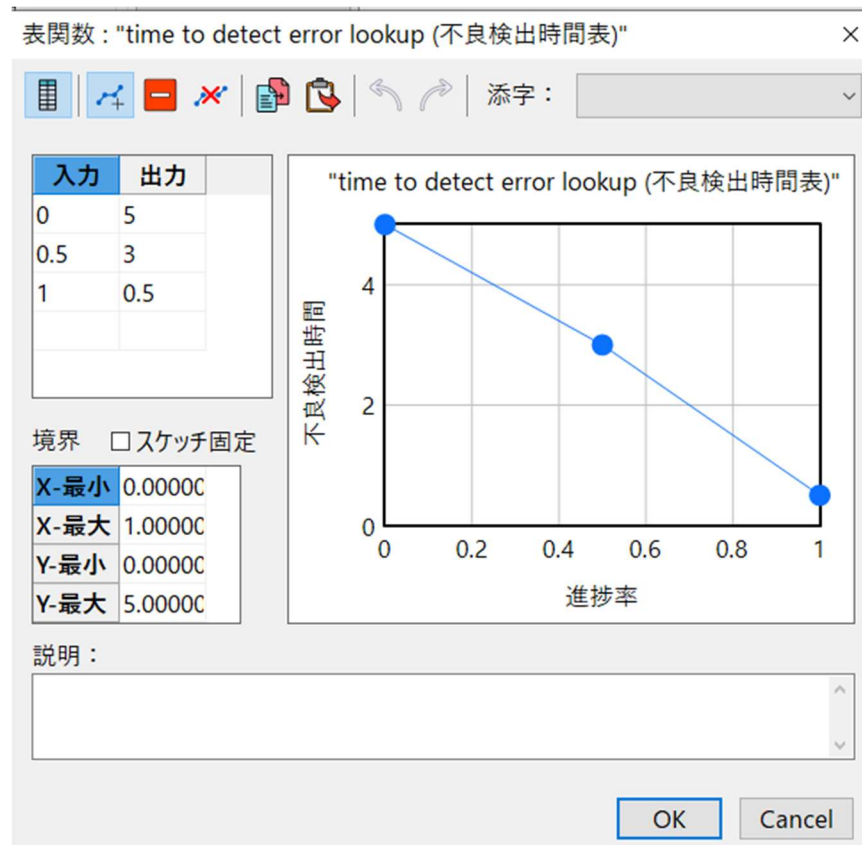 表関数 : "time to detect error lookup (不良検出時間表)"
添字：
入力 出力
0 5
0.5 3
1 0.5
境界 スケッチ固定
X-最小 0.00000
X-最大 1.00000
Y-最小 0.00000
Y-最大 5.00000
"time to detect error lookup (不良検出時間表)"
不良検出時間
4
2
0
0 0.2 0.4 0.6 0.8 1
進捗率
説明：
OK Cancel